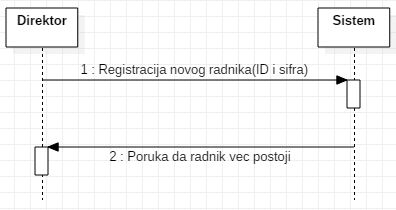 Direktor
Sistem
1 : Registracija novog radnika(ID i sifra)
2 : Poruka da radnik vec postoji